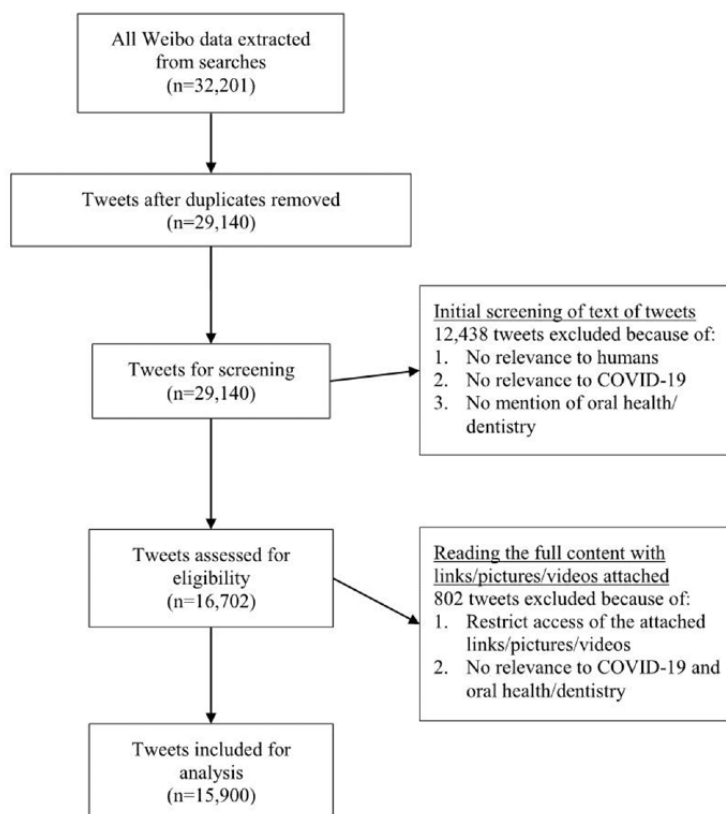 All Weibo data extracted
from searches
(n=32,201)
Tweets after duplicates removed
(n=29,140)
Tweets for screening
(n=29,140)
Initial screening of text of tweets
12,438 tweets excluded because of:
1. No relevance to humans
2. No relevance to COVID-19
3. No mention of oral health/
dentistry
Tweets assessed for
eligibility
(n=16,702)
Reading the full content with
links/pictures/videos attached
802 tweets excluded because of:
1. Restrict access of the attached
links/pictures/videos
2. No relevance to COVID-19 and
oral health/dentistry
Tweets included for
analysis
(n=15,900)